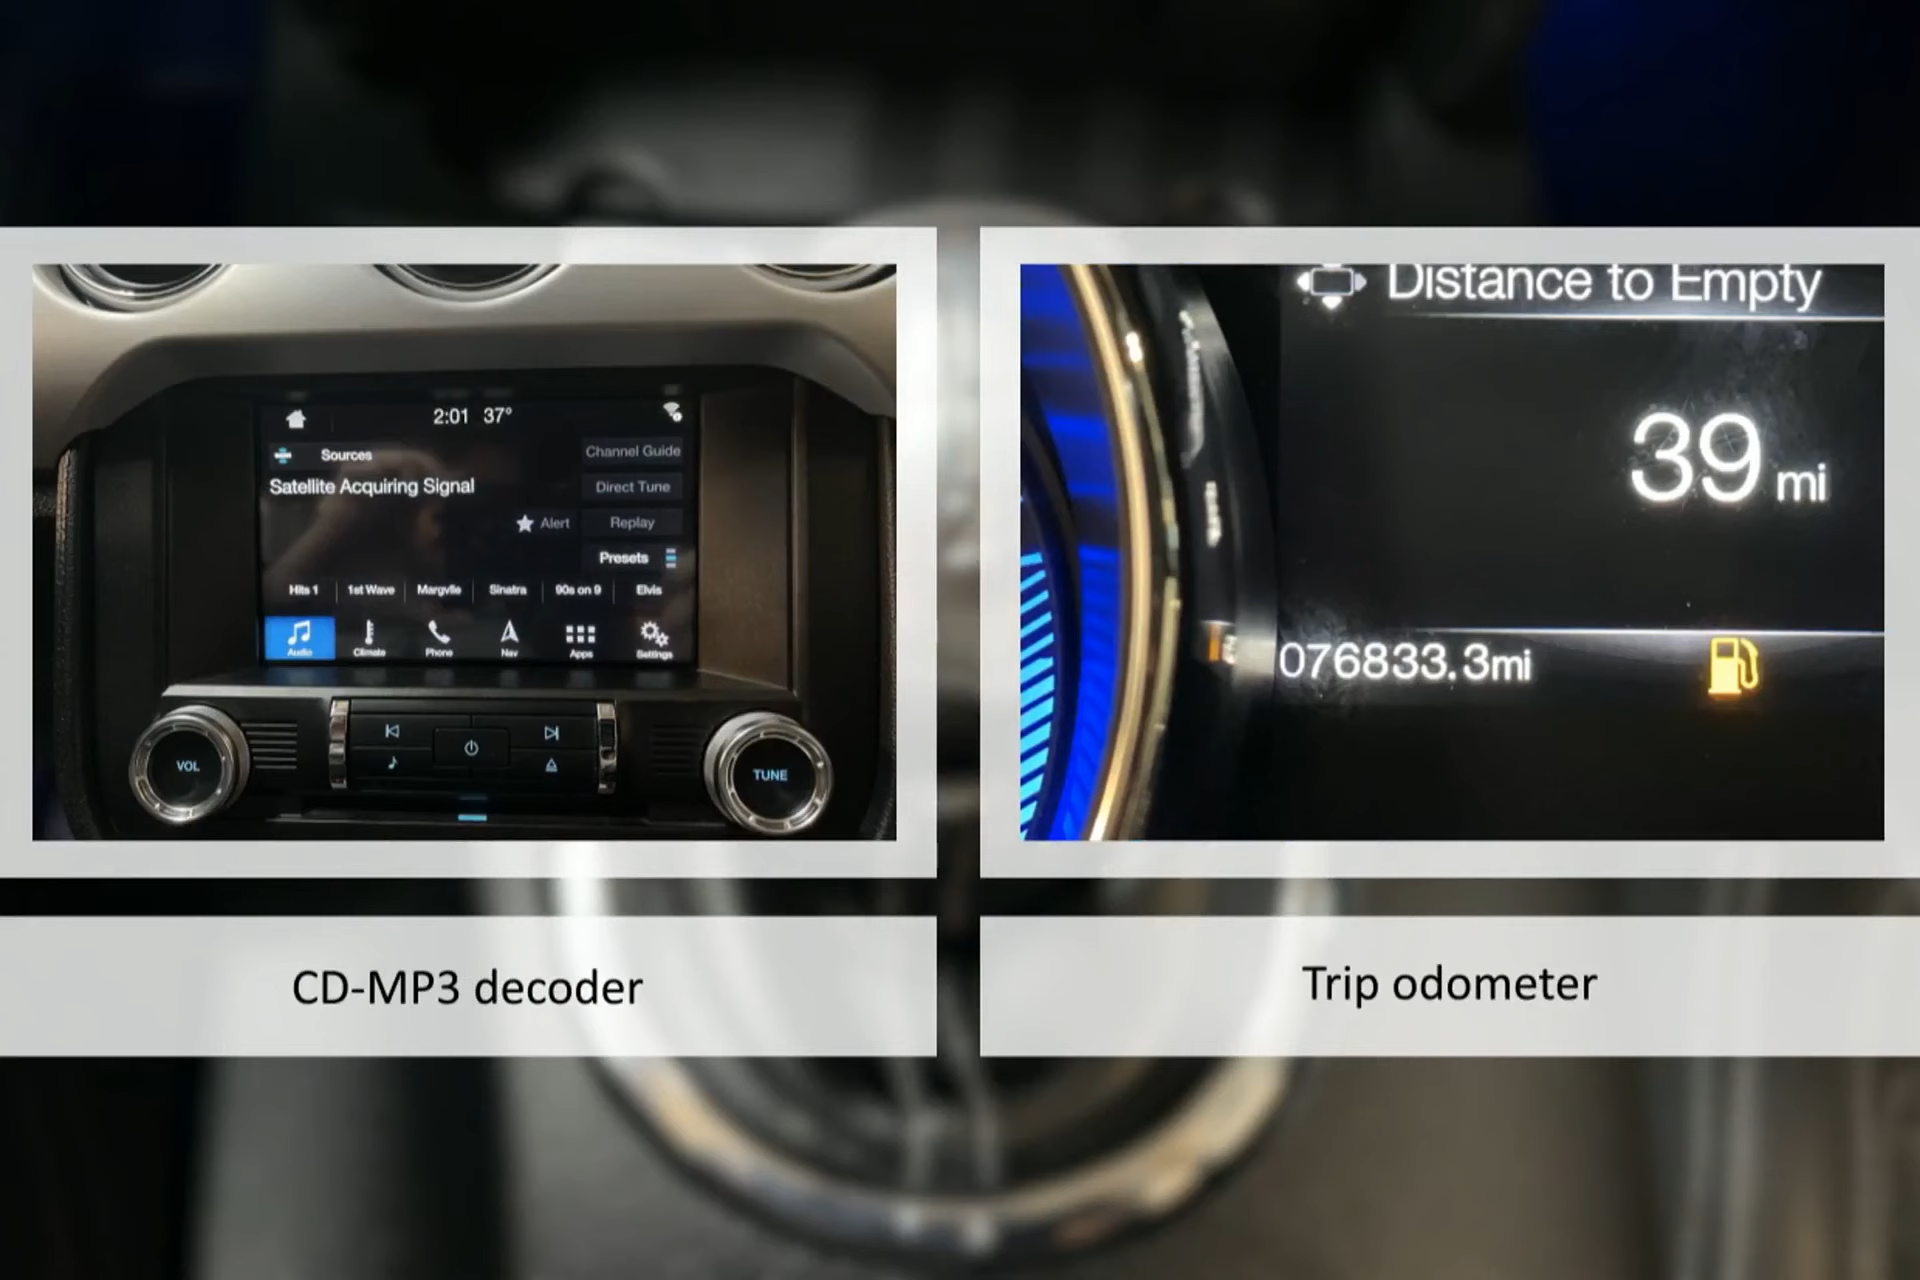 2:01 37°
Sources
Channel Guide
Satellite Acquiring Signal
Direct Tune
Alert
Replay
Presets
Hits 1
1st Wave
Margvlle
Sinatra
90s on 9
Elvis
Audio
Climate
Phone
Nav
Apps
Settings
VOL
TUNE
Distance to Empty
39 mi
076833.3mi
CD-MP3 decoder
Trip odometer